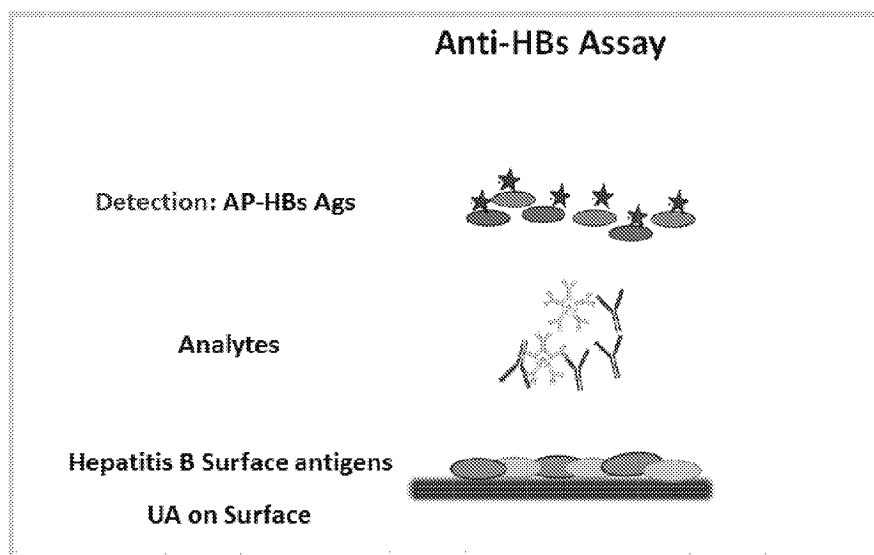 Anti-HBs Assay
Detection: AP-HBs Ags
Analytes
Hepatitis B Surface antigens
UA on Surface